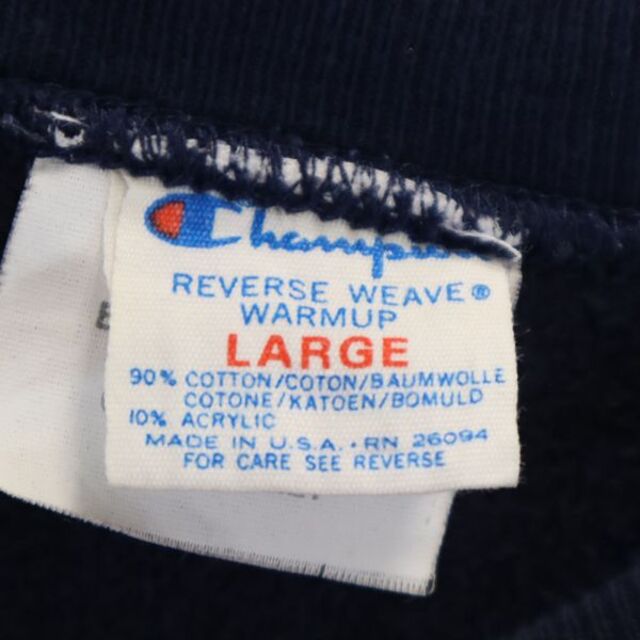 Champion
REVERSE WEAVE®
WARMUP
LARGE
90% COTTON/COTON/BAUMWOLLE
COTONE/KATOEN/BOMULD
10% ACRYLIC
MADE IN U.S.A. · RN 26094
FOR CARE SEE REVERSE